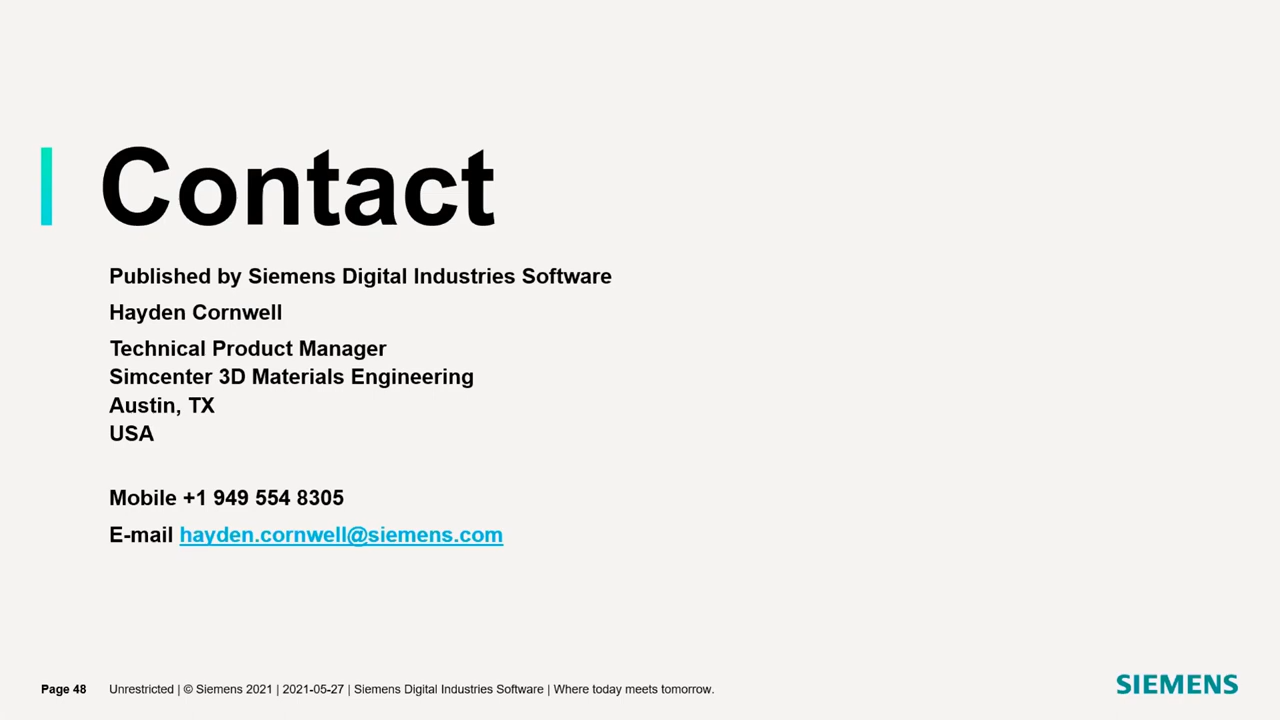 Contact
Published by Siemens Digital Industries Software
Hayden Cornwell
Technical Product Manager
Simcenter 3D Materials Engineering
Austin, TX
USA
Mobile +1 949 554 8305
E-mail hayden.cornwell@siemens.com
Page 48 Unrestricted | © Siemens 2021 | 2021-05-27 | Siemens Digital Industries Software | Where today meets tomorrow.
SIEMENS